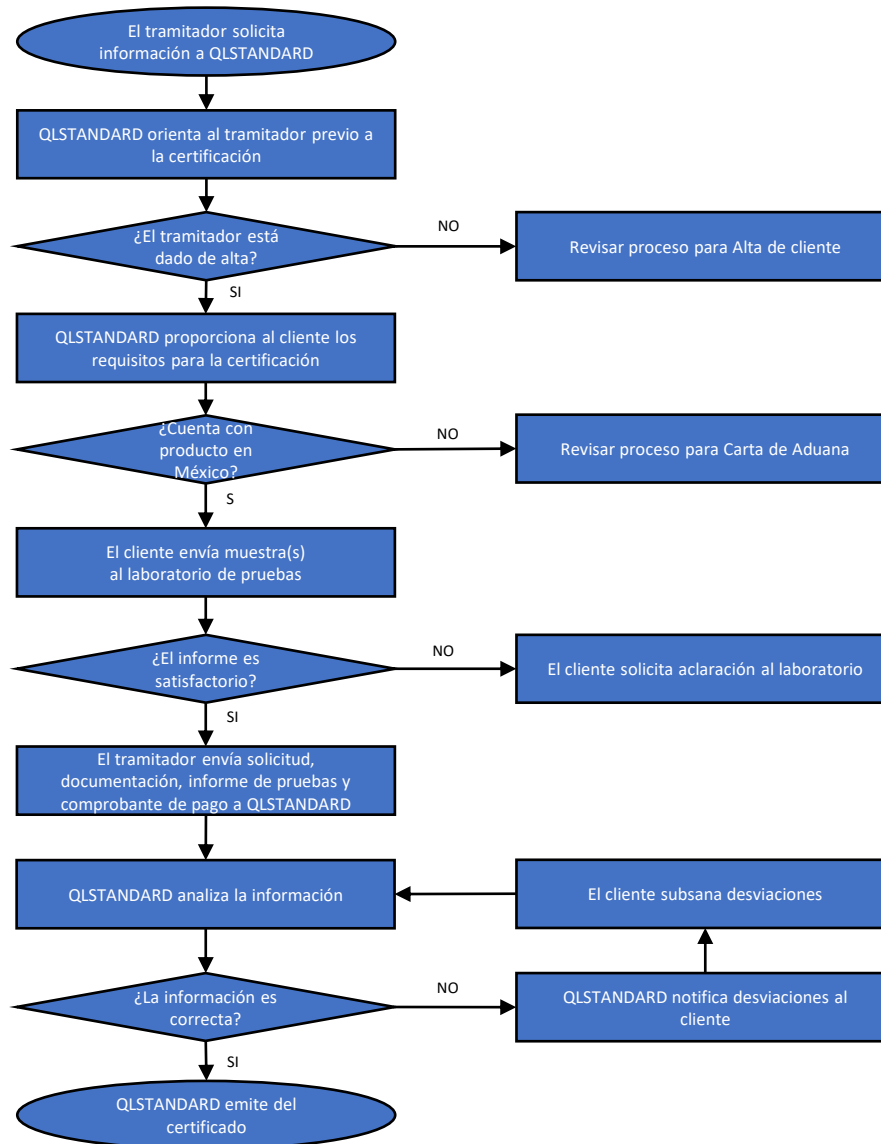 El tramitador solicita
información a QLSTANDARD
QLSTANDARD orienta al tramitador previo a
la certificación
¿El tramitador está
dado de alta?
NO
Revisar proceso para Alta de cliente
SI
QLSTANDARD proporciona al cliente los
requisitos para la certificación
¿Cuenta con
producto en
México?
NO
Revisar proceso para Carta de Aduana
S
El cliente envía muestra(s)
al laboratorio de pruebas
¿El informe es
satisfactorio?
NO
El cliente solicita aclaración al laboratorio
SI
El tramitador envía solicitud,
documentación, informe de pruebas y
comprobante de pago a QLSTANDARD
QLSTANDARD analiza la información
El cliente subsana desviaciones
¿La información es
correcta?
NO
QLSTANDARD notifica desviaciones al
cliente
SI
QLSTANDARD emite del
certificado